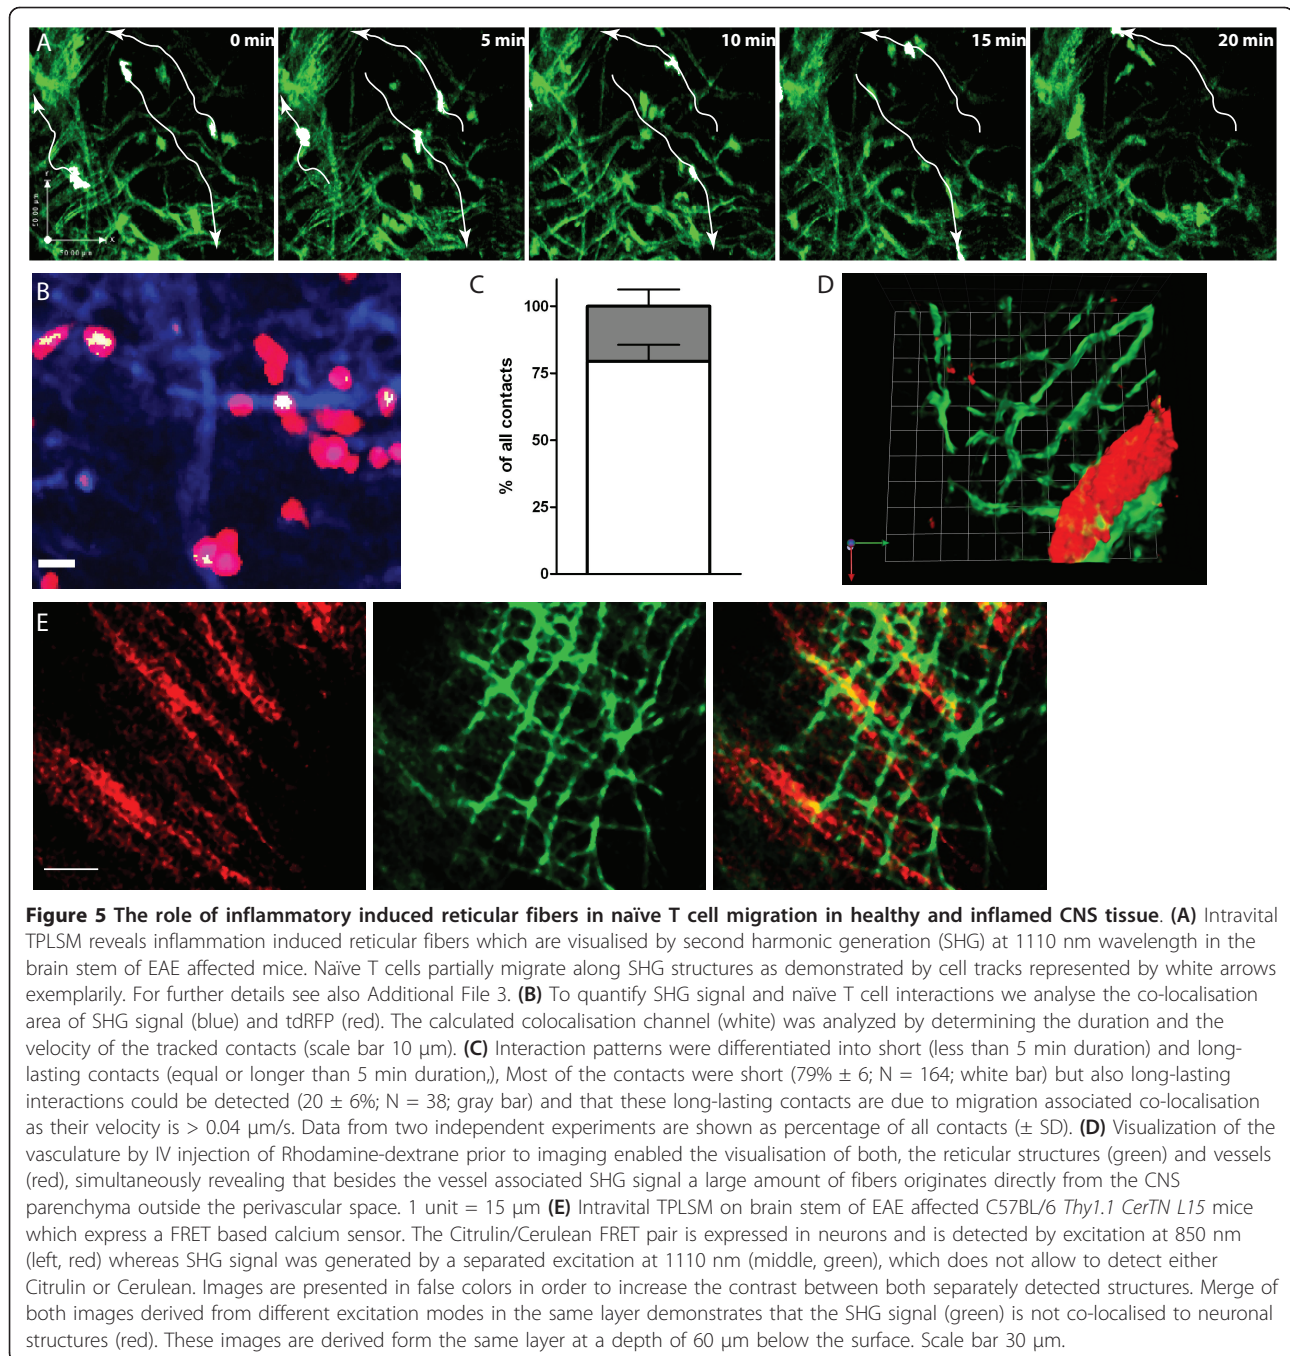 A
0 min
5 min
10 min
15 min
20 min
Y
X
B
C
100
75
50
25
0
% of all contacts
D
E
Figure 5 The role of inflammatory induced reticular fibers in naïve T cell migration in healthy and inflamed CNS tissue. (A) Intravital
TPLSM reveals inflammation induced reticular fibers which are visualised by second harmonic generation (SHG) at 1110 nm wavelength in the
brain stem of EAE affected mice. Naïve T cells partially migrate along SHG structures as demonstrated by cell tracks represented by white arrows
exemplarily. For further details see also Additional File 3. (B) To quantify SHG signal and naïve T cell interactions we analyse the co-localisation
area of SHG signal (blue) and tdRFP (red). The calculated colocalisation channel (white) was analyzed by determining the duration and the
velocity of the tracked contacts (scale bar 10 µm). (C) Interaction patterns were differentiated into short (less than 5 min duration) and long-
lasting contacts (equal or longer than 5 min duration,), Most of the contacts were short (79% ± 6; N = 164; white bar) but also long-lasting
interactions could be detected (20 ± 6%; N = 38; gray bar) and that these long-lasting contacts are due to migration associated co-localisation
as their velocity is > 0.04 µm/s. Data from two independent experiments are shown as percentage of all contacts (± SD). (D) Visualization of the
vasculature by IV injection of Rhodamine-dextrane prior to imaging enabled the visualisation of both, the reticular structures (green) and vessels
(red), simultaneously revealing that besides the vessel associated SHG signal a large amount of fibers originates directly from the CNS
parenchyma outside the perivascular space. 1 unit = 15 µm (E) Intravital TPLSM on brain stem of EAE affected C57BL/6 Thy1.1 CerTN L15 mice
which express a FRET based calcium sensor. The Citrulin/Cerulean FRET pair is expressed in neurons and is detected by excitation at 850 nm
(left, red) whereas SHG signal was generated by a separated excitation at 1110 nm (middle, green), which does not allow to detect either
Citrulin or Cerulean. Images are presented in false colors in order to increase the contrast between both separately detected structures. Merge of
both images derived from different excitation modes in the same layer demonstrates that the SHG signal (green) is not co-localised to neuronal
structures (red). These images are derived form the same layer at a depth of 60 µm below the surface. Scale bar 30 µm.